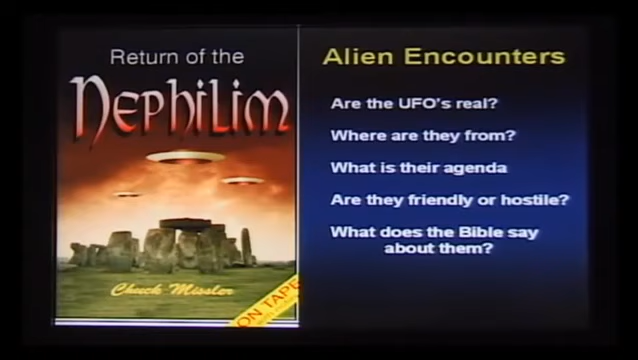 Return of the
Nephilim
Chuck Missler
ON TAPE
Alien Encounters
Are the UFO's real?
Where are they from?
What is their agenda
Are they friendly or hostile?
What does the Bible say
about them?